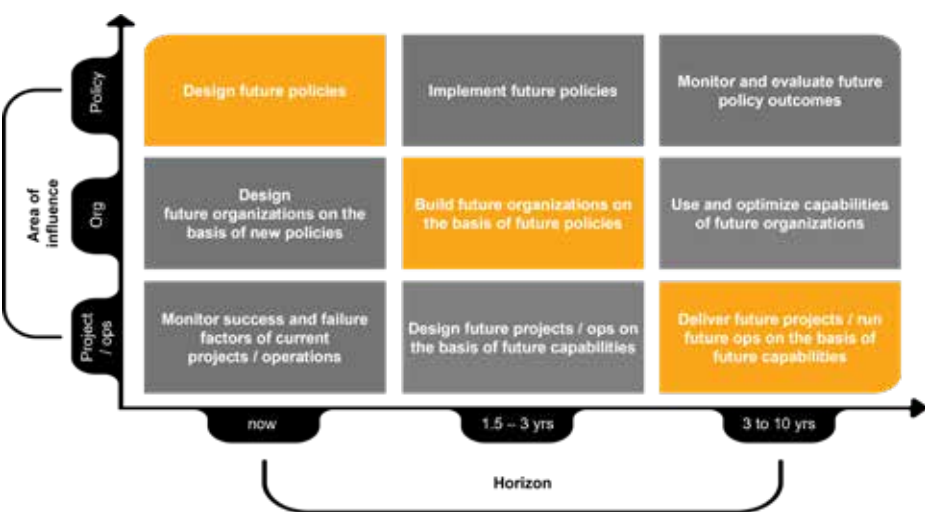 Policy
Design future policies
Implement future policies
Monitor and evaluate future
policy outcomes
Area of
influence
Org
Design
future organizations on the
basis of new policies
Build future organizations on
the basis of future policies
Use and optimize capabilities
of future organizations
Project
/ ops
Monitor success and failure
factors of current
projects / operations
Design future projects / ops on
the basis of future capabilities
Deliver future projects / run
future ops on the basis of
future capabilities
now
1.5 – 3 yrs
3 to 10 yrs
Horizon